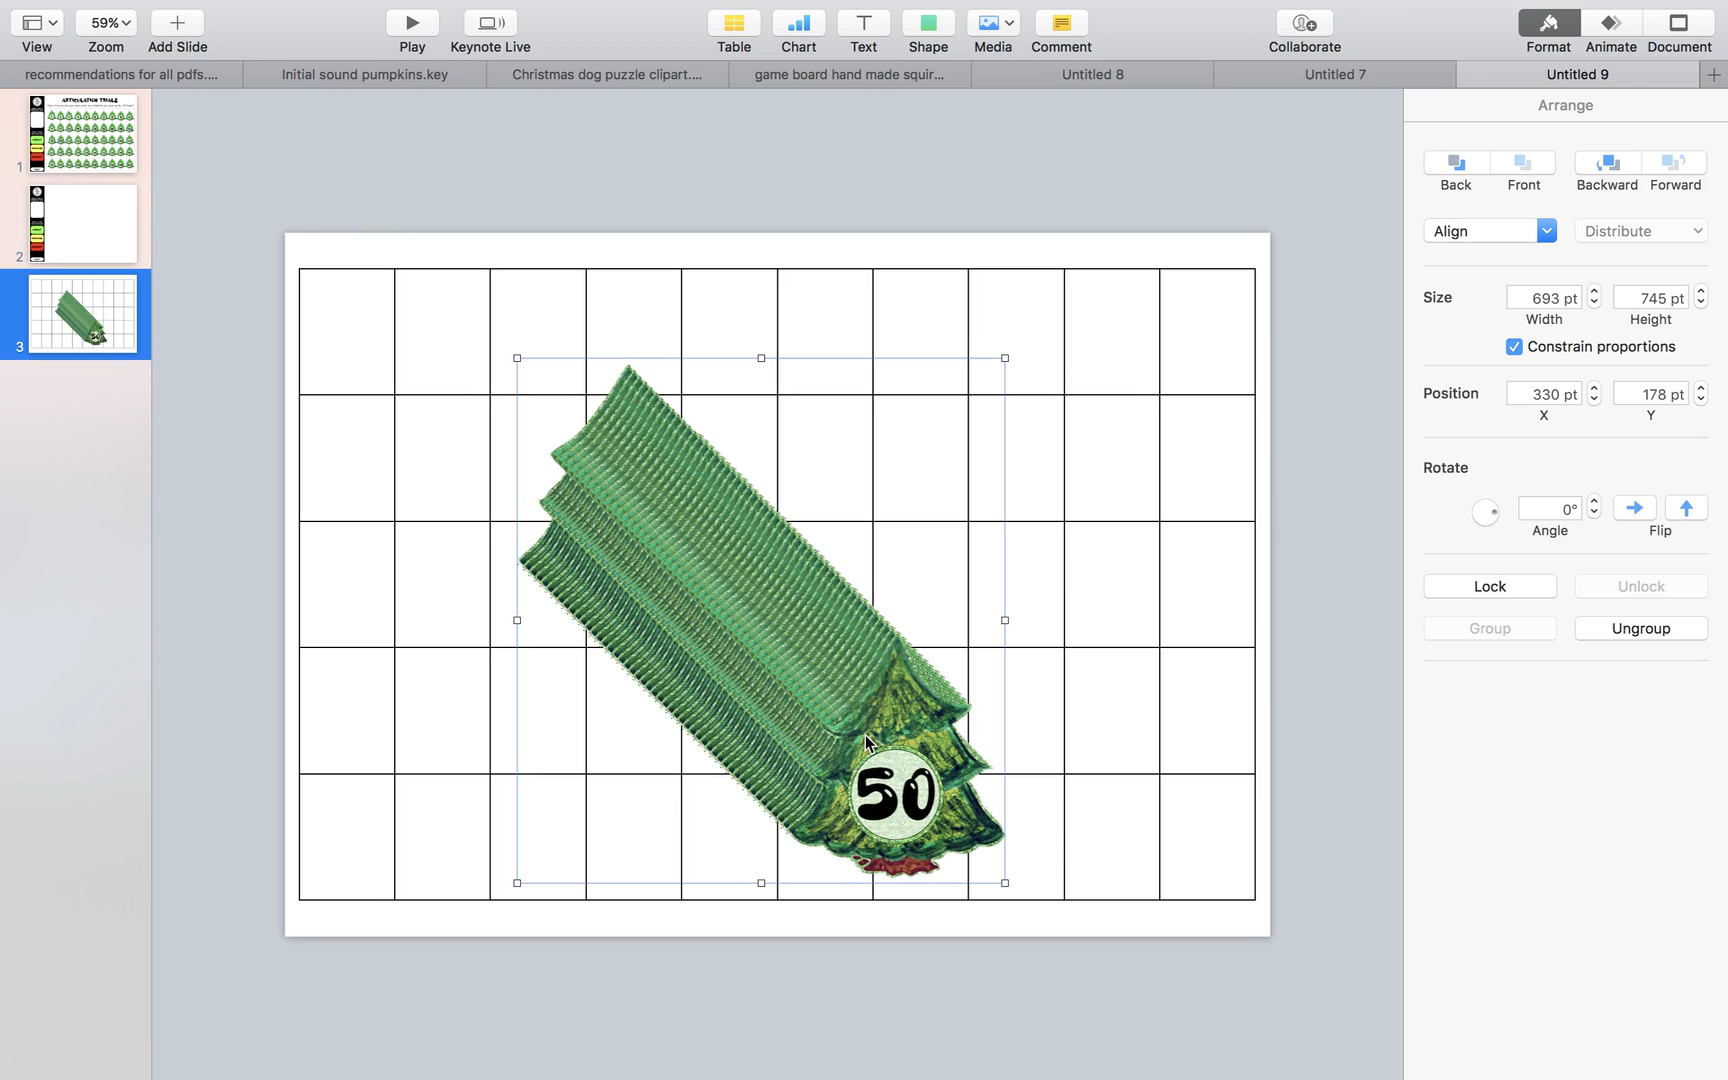 59%
View
Zoom
Add Slide
Play
Keynote Live
Table
Chart
Text
Shape
Media
Comment
Collaborate
Format
Animate
Document
recommendations for all pdfs....
Initial sound pumpkins.key
Christmas dog puzzle clipart....
game board hand made squir...
Untitled 8
Untitled 7
Untitled 9
ARTICULATION TRIALS
1
2
3
50
50
Arrange
Back
Front
Backward
Forward
Align
Distribute
Size
693 pt
745 pt
Width
Height
Constrain proportions
Position
330 pt
178 pt
X
Y
Rotate
0°
Angle
Flip
Lock
Unlock
Group
Ungroup